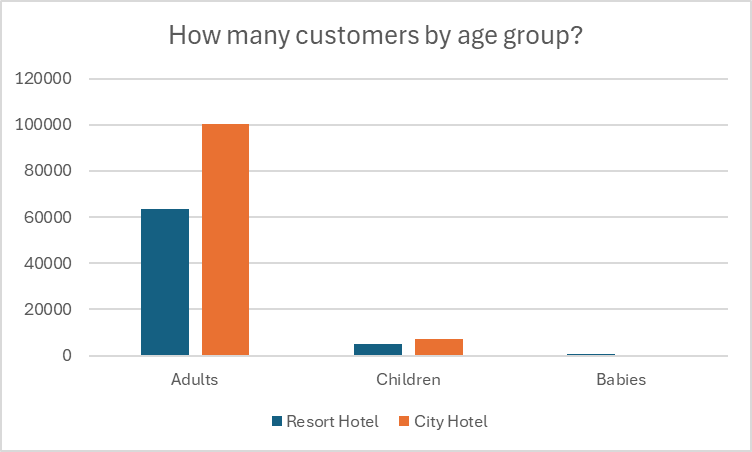 How many customers by age group?
120000
100000
80000
60000
40000
20000
0
Adults Children Babies
Resort Hotel City Hotel